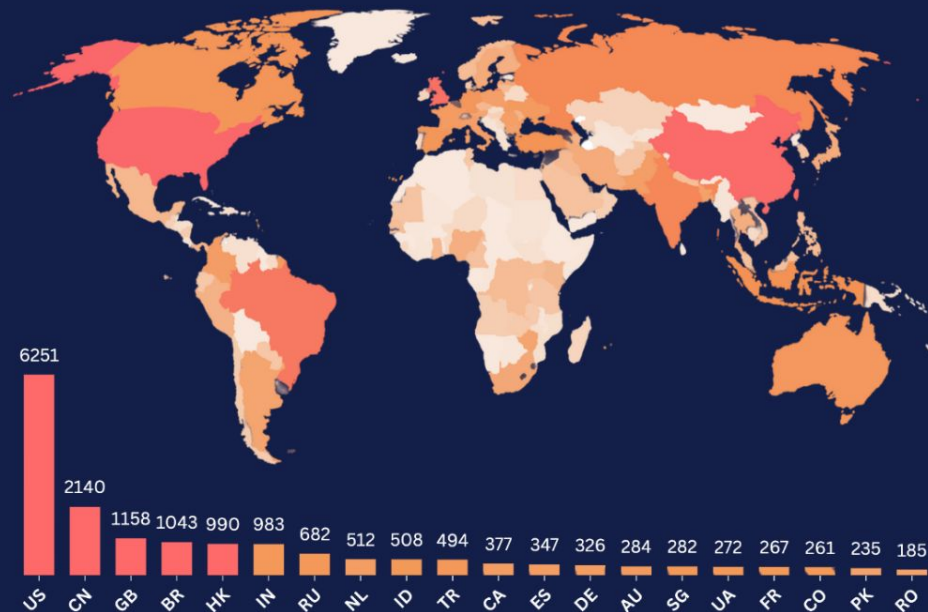 6251
2140
1158 1043 990 983
682 512 508 494
377 347 326 284 282 272 267 261 235 185
US CN GB BR HK IN RU NL ID TR CA ES DE AU SG UA FR CO PK RO